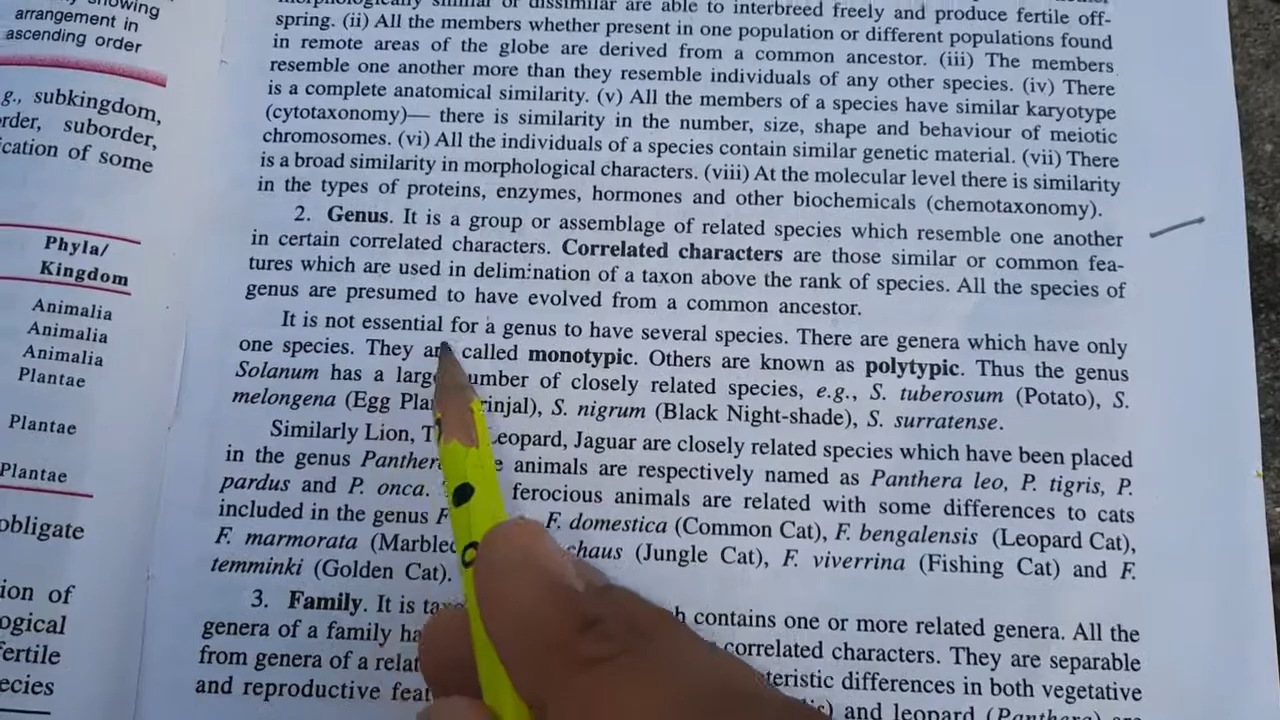 showing
arrangement in
ascending order
g., subkingdom,
order, suborder,
ication of some
Phyla/
Kingdom
Animalia
Animalia
Animalia
Plantae
Plantae
Plantae
obligate
ion of
ogical
fertile
ecies
morphologically similar or dissimilar are able to interbreed freely and produce fertile off-
spring. (ii) All the members whether present in one population or different populations found
in remote areas of the globe are derived from a common ancestor. (iii) The members
resemble one another more than they resemble individuals of any other species. (iv) There
is a complete anatomical similarity. (v) All the members of a species have similar karyotype
(cytotaxonomy)— there is similarity in the number, size, shape and behaviour of meiotic
chromosomes. (vi) All the individuals of a species contain similar genetic material. (vii) There
is a broad similarity in morphological characters. (viii) At the molecular level there is similarity
in the types of proteins, enzymes, hormones and other biochemicals (chemotaxonomy).
2. Genus. It is a group or assemblage of related species which resemble one another
in certain correlated characters. Correlated characters are those similar or common fea-
tures which are used in delimination of a taxon above the rank of species. All the species of
genus are presumed to have evolved from a common ancestor.
It is not essential for a genus to have several species. There are genera which have only
one species. They are called monotypic. Others are known as polytypic. Thus the genus
Solanum has a large number of closely related species, e.g., S. tuberosum (Potato), S.
melongena (Egg Pla rinjal), S. nigrum (Black Night-shade), S. surratense.
Similarly Lion, Leopard, Jaguar are closely related species which have been placed
in the genus Panther animals are respectively named as Panthera leo, P. tigris, P.
pardus and P. onca. ferocious animals are related with some differences to cats
included in the genus F. domestica (Common Cat), F. bengalensis (Leopard Cat),
F. marmorata (Marbled chaus (Jungle Cat), F. viverrina (Fishing Cat) and F.
temminki (Golden Cat).
3. Family. It is contains one or more related genera. All the
genera of a family correlated characters. They are separable
from genera of a differences in both vegetative
and reproductive and leopard (Panthera)